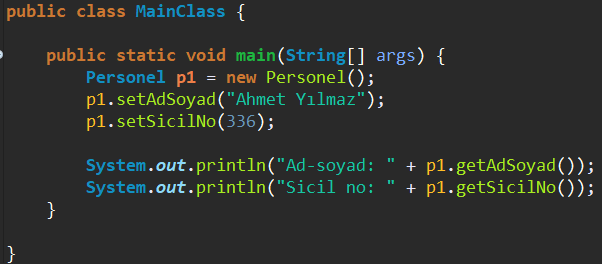 public class MainClass {
public static void main(String[] args) {
Personel p1 = new Personel();
p1.setAdSoyad("Ahmet Yılmaz");
p1.setSicilNo(336);
System.out.println("Ad-soyad: " + p1.getAdSoyad());
System.out.println("Sicil no: " + p1.getSicilNo());
}
}